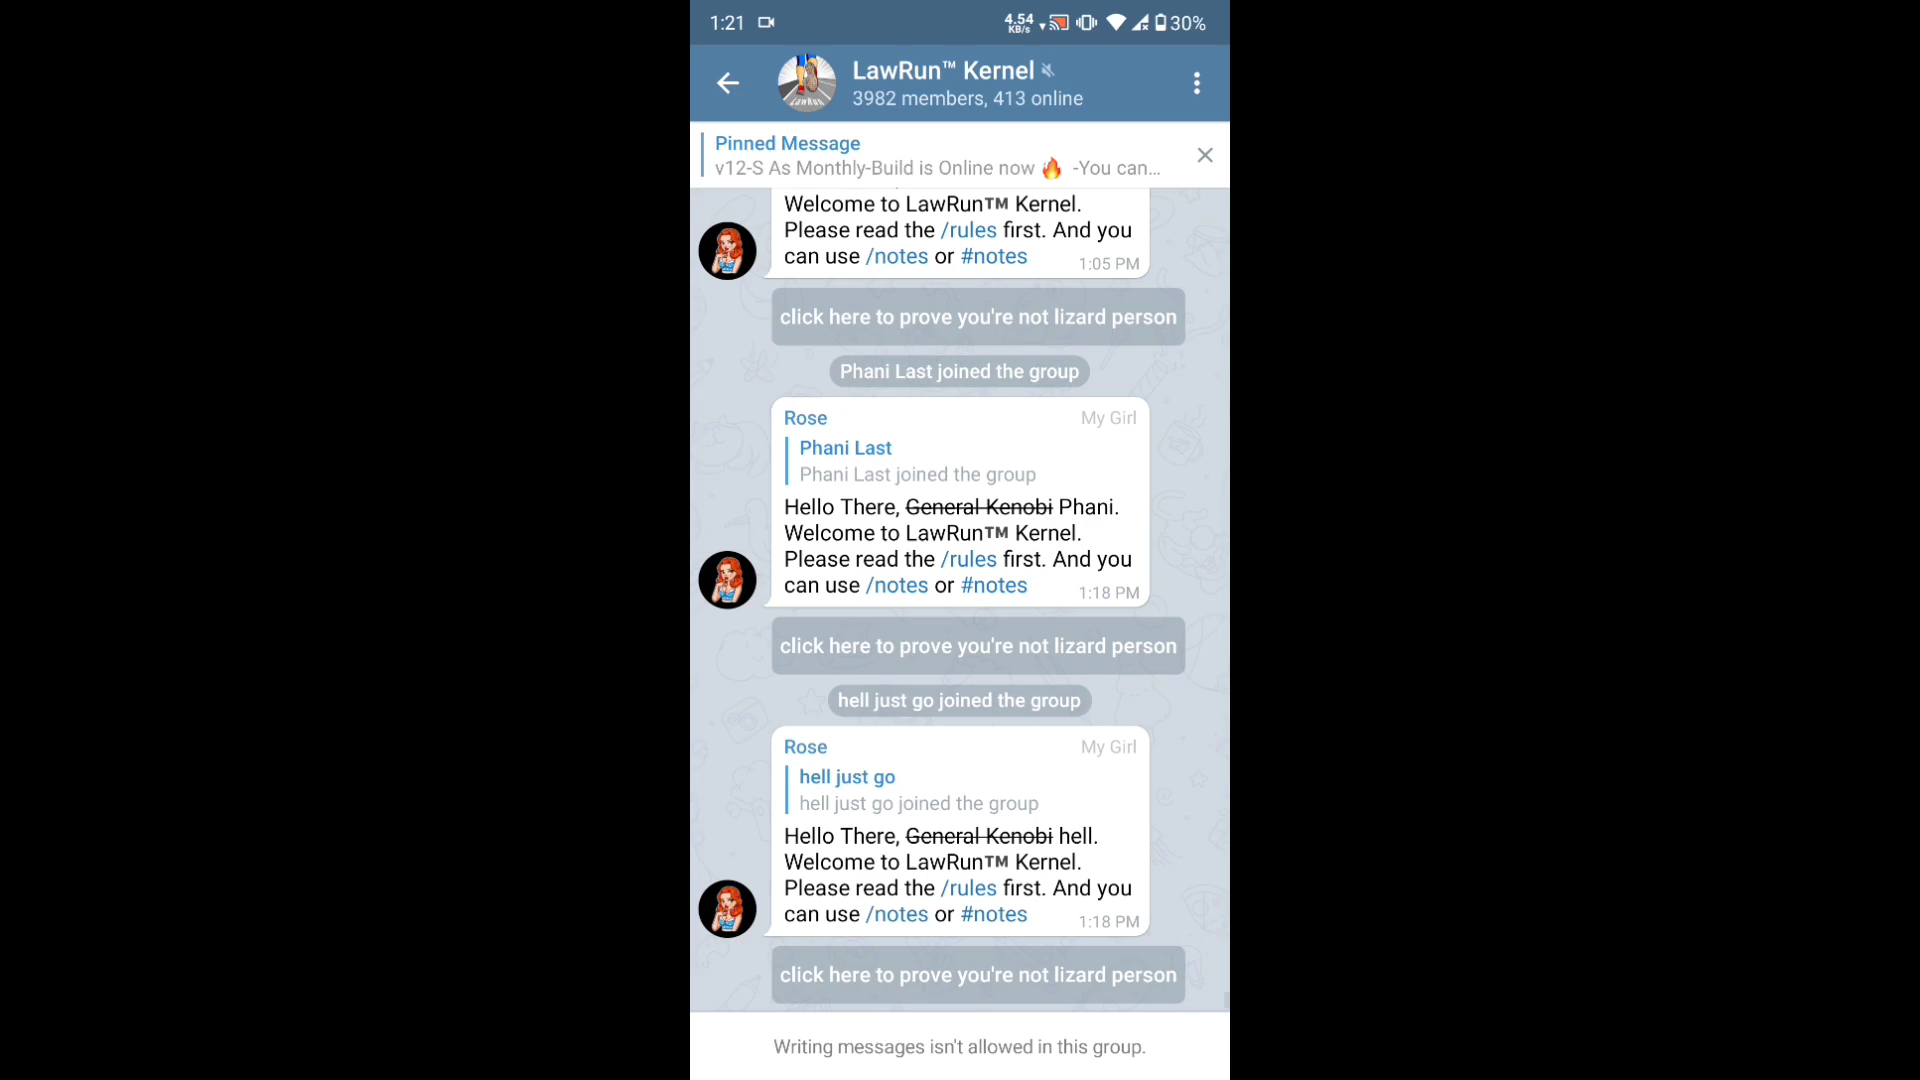 1:21 4.54 KB/s 30%
LawRun™ Kernel
3982 members, 413 online
Pinned Message
v12-S As Monthly-Build is Online now 🔥 -You can...
Welcome to LawRun™ Kernel.
Please read the /rules first. And you
can use /notes or #notes 1:05 PM
click here to prove you're not lizard person
Phani Last joined the group
Rose My Girl
Phani Last
Phani Last joined the group
Hello There, General Kenobi Phani.
Welcome to LawRun™ Kernel.
Please read the /rules first. And you
can use /notes or #notes 1:18 PM
click here to prove you're not lizard person
hell just go joined the group
Rose My Girl
hell just go
hell just go joined the group
Hello There, General Kenobi hell.
Welcome to LawRun™ Kernel.
Please read the /rules first. And you
can use /notes or #notes 1:18 PM
click here to prove you're not lizard person
Writing messages isn't allowed in this group.